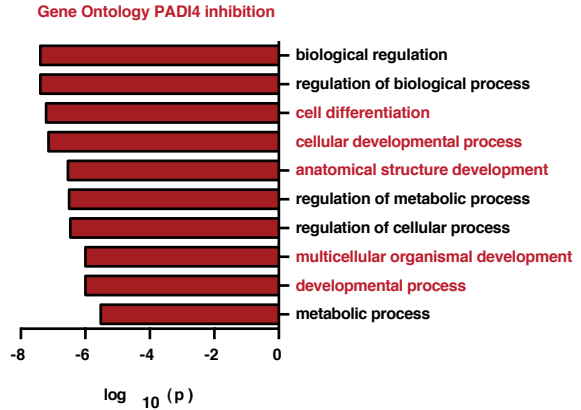 Gene Ontology PADI4 inhibition
biological regulation
regulation of biological process
cell differentiation
cellular developmental process
anatomical structure development
regulation of metabolic process
regulation of cellular process
multicellular organismal development
developmental process
metabolic process
-8 -6 -4 -2 0
log 10 (p)